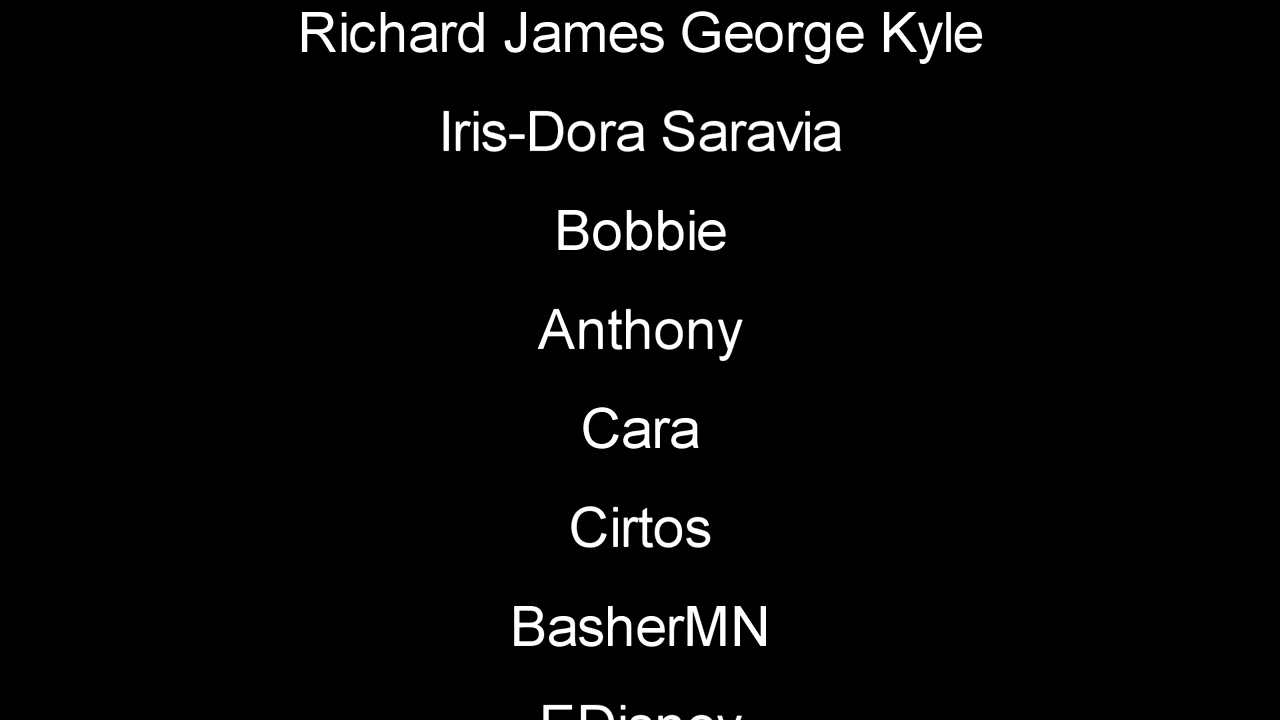 Richard James George Kyle
Iris-Dora Saravia
Bobbie
Anthony
Cara
Cirtos
BasherMN